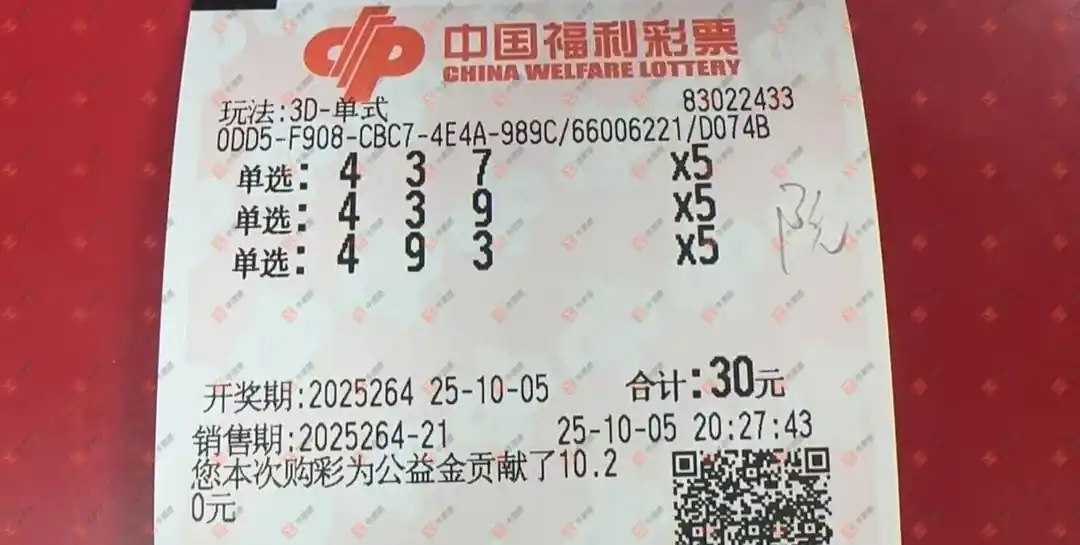 中国福利彩票
CHINA WELFARE LOTTERY
玩法:3D-单式 83022433
0DD5-F908-CBC7-4E4A-989C/66006221/D074B
单选: 4 3 7 x5
单选: 4 3 9 x5
单选: 4 9 3 x5
开奖期:2025264 25-10-05 合计:30元
销售期:2025264-21 25-10-05 20:27:43
您本次购彩为公益金贡献了10.2
0元